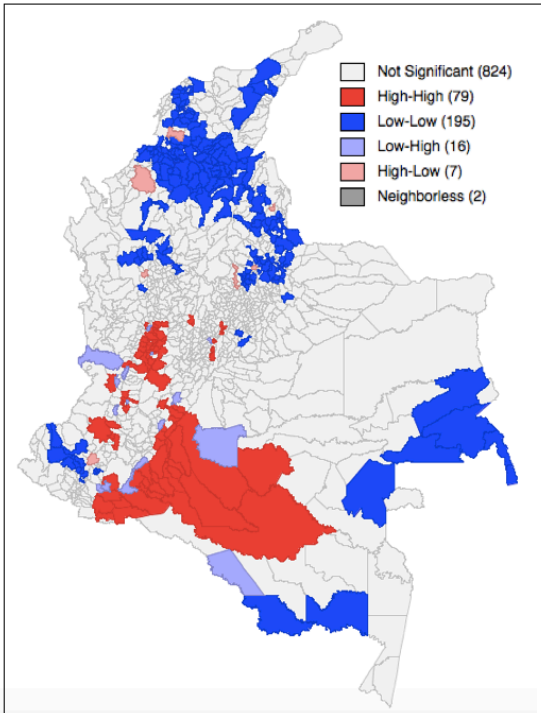 Not Significant (824)
High-High (79)
Low-Low (195)
Low-High (16)
High-Low (7)
Neighborless (2)